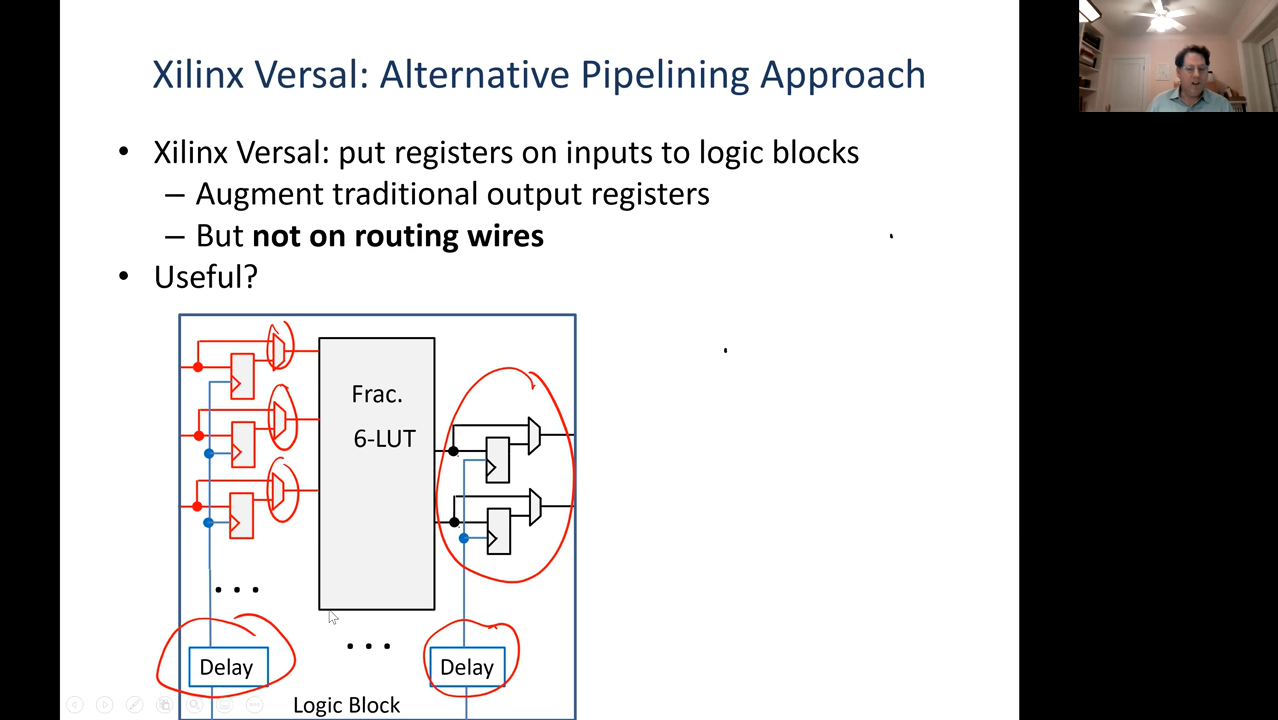 Xilinx Versal: Alternative Pipelining Approach
• Xilinx Versal: put registers on inputs to logic blocks
– Augment traditional output registers
– But not on routing wires
• Useful?
Frac.
6-LUT
. . .
. . .
Delay
Delay
Logic Block